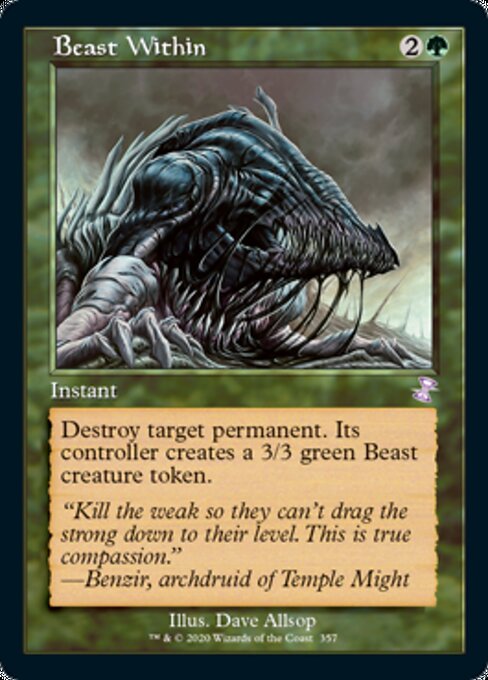 Beast Within 2
Instant
Destroy target permanent. Its
controller creates a 3/3 green Beast
creature token.
“Kill the weak so they can’t drag the
strong down to their level. This is true
compassion.”
—Benzir, archdruid of Temple Might
Illus. Dave Allsop
™ & © 2020 Wizards of the Coast 357